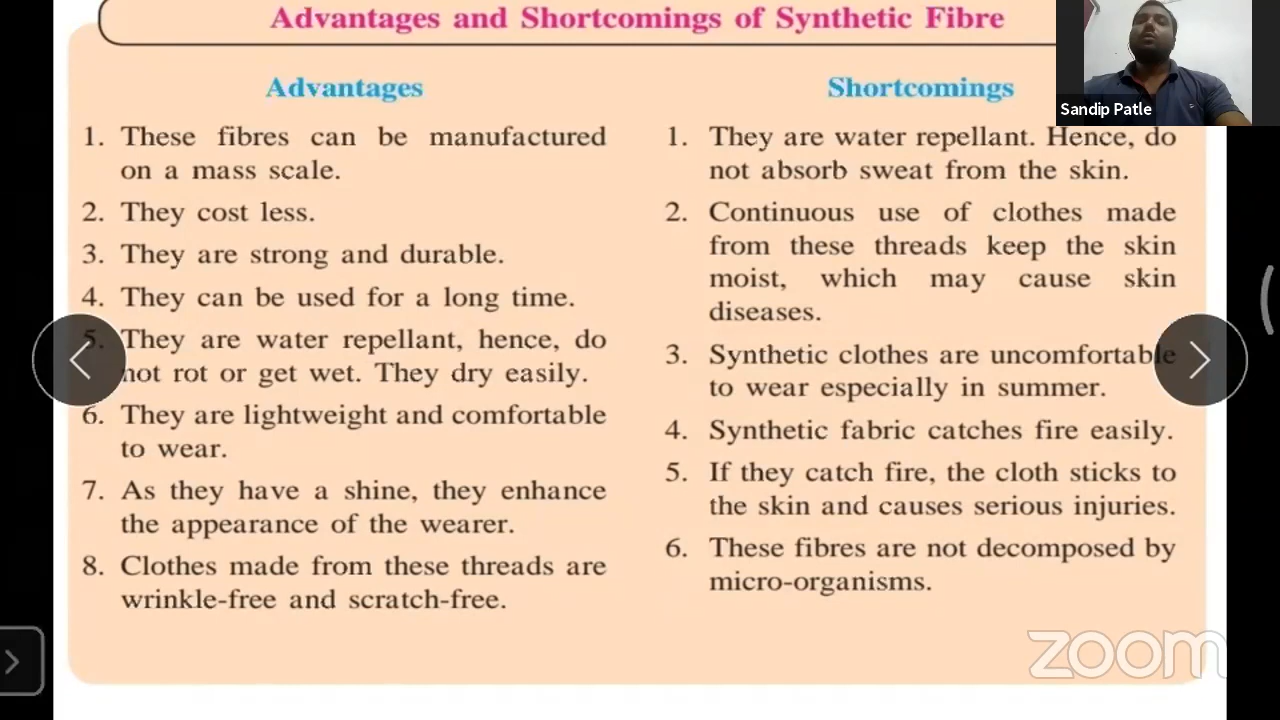 Advantages and Shortcomings of Synthetic Fibre
Advantages
1. These fibres can be manufactured
on a mass scale.
2. They cost less.
3. They are strong and durable.
4. They can be used for a long time.
5. They are water repellant, hence, do
not rot or get wet. They dry easily.
6. They are lightweight and comfortable
to wear.
7. As they have a shine, they enhance
the appearance of the wearer.
8. Clothes made from these threads are
wrinkle-free and scratch-free.
Shortcomings
1. They are water repellant. Hence, do
not absorb sweat from the skin.
2. Continuous use of clothes made
from these threads keep the skin
moist, which may cause skin
diseases.
3. Synthetic clothes are uncomfortable
to wear especially in summer.
4. Synthetic fabric catches fire easily.
5. If they catch fire, the cloth sticks to
the skin and causes serious injuries.
6. These fibres are not decomposed by
micro-organisms.
Sandip Patle
zoom